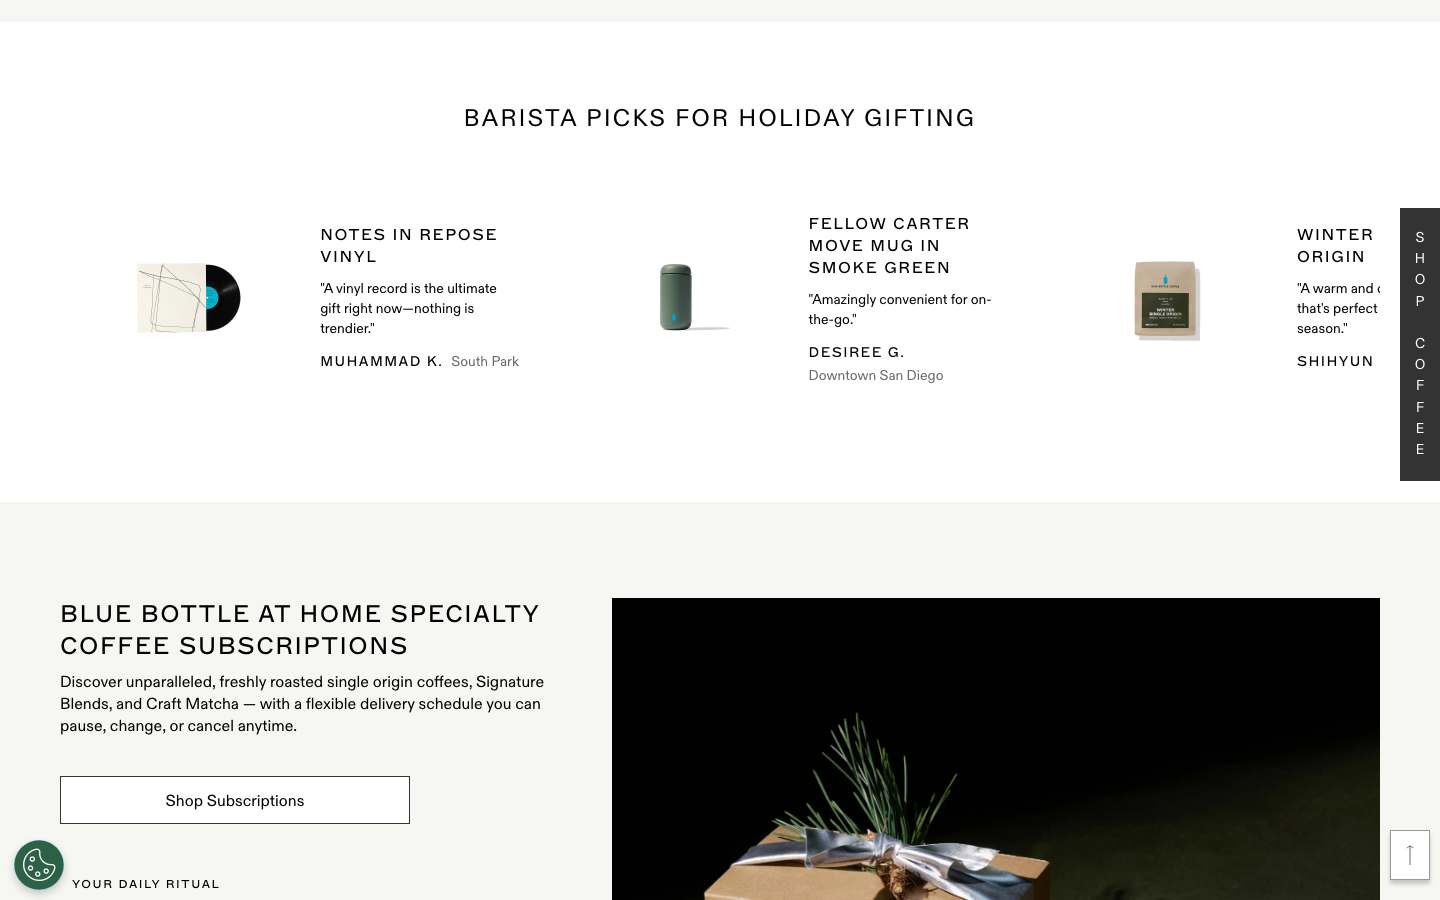 BARISTA PICKS FOR HOLIDAY GIFTING
NOTES IN REPOSE
VINYL
"A vinyl record is the ultimate
gift right now—nothing is
trendier."
MUHAMMAD K. South Park
FELLOW CARTER
MOVE MUG IN
SMOKE GREEN
"Amazingly convenient for on-
the-go."
DESIREE G.
Downtown San Diego
WINTER
SINGLE ORIGIN
WINTER
ORIGIN
"A warm and
that's perfect
season."
SHIHYUN
SHOP COFFEE
BLUE BOTTLE AT HOME SPECIALTY
COFFEE SUBSCRIPTIONS
Discover unparalleled, freshly roasted single origin coffees, Signature
Blends, and Craft Matcha — with a flexible delivery schedule you can
pause, change, or cancel anytime.
Shop Subscriptions
YOUR DAILY RITUAL